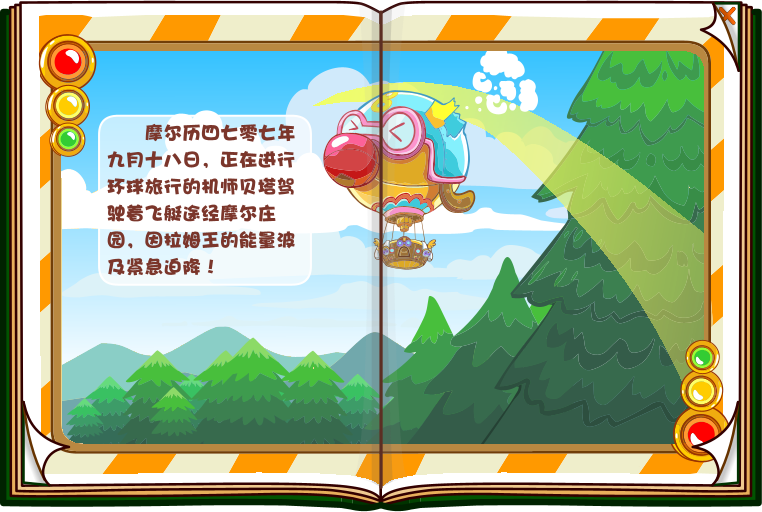 摩尔历四七零七年
九月十八日，正在进行
环球旅行的机师贝塔驾
驶着飞艇途经摩尔庄
园，因拉姆王的能量波
及紧急迫降！